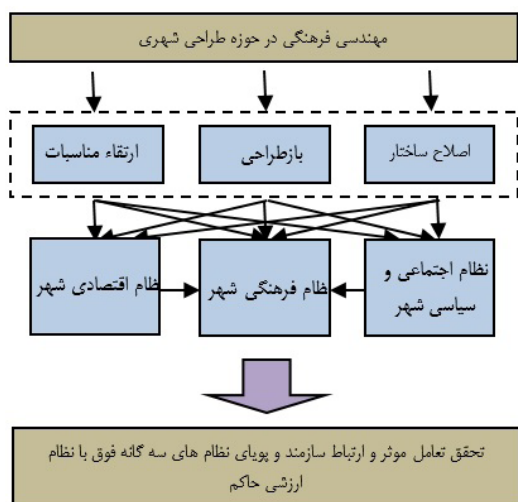 مهندسی فرهنگی در حوزه طراحی شهری
اصلاح ساختار
بازطراحی
ارتقاء مناسبات
نظام اجتماعی و
سیاسی شهر
نظام فرهنگی شهر
ظام اقتصادی شهر
تحقق تعامل موثر و ارتباط سازمند و پویای نظام های سه گانه فوق با نظام
ارزشی حاکم